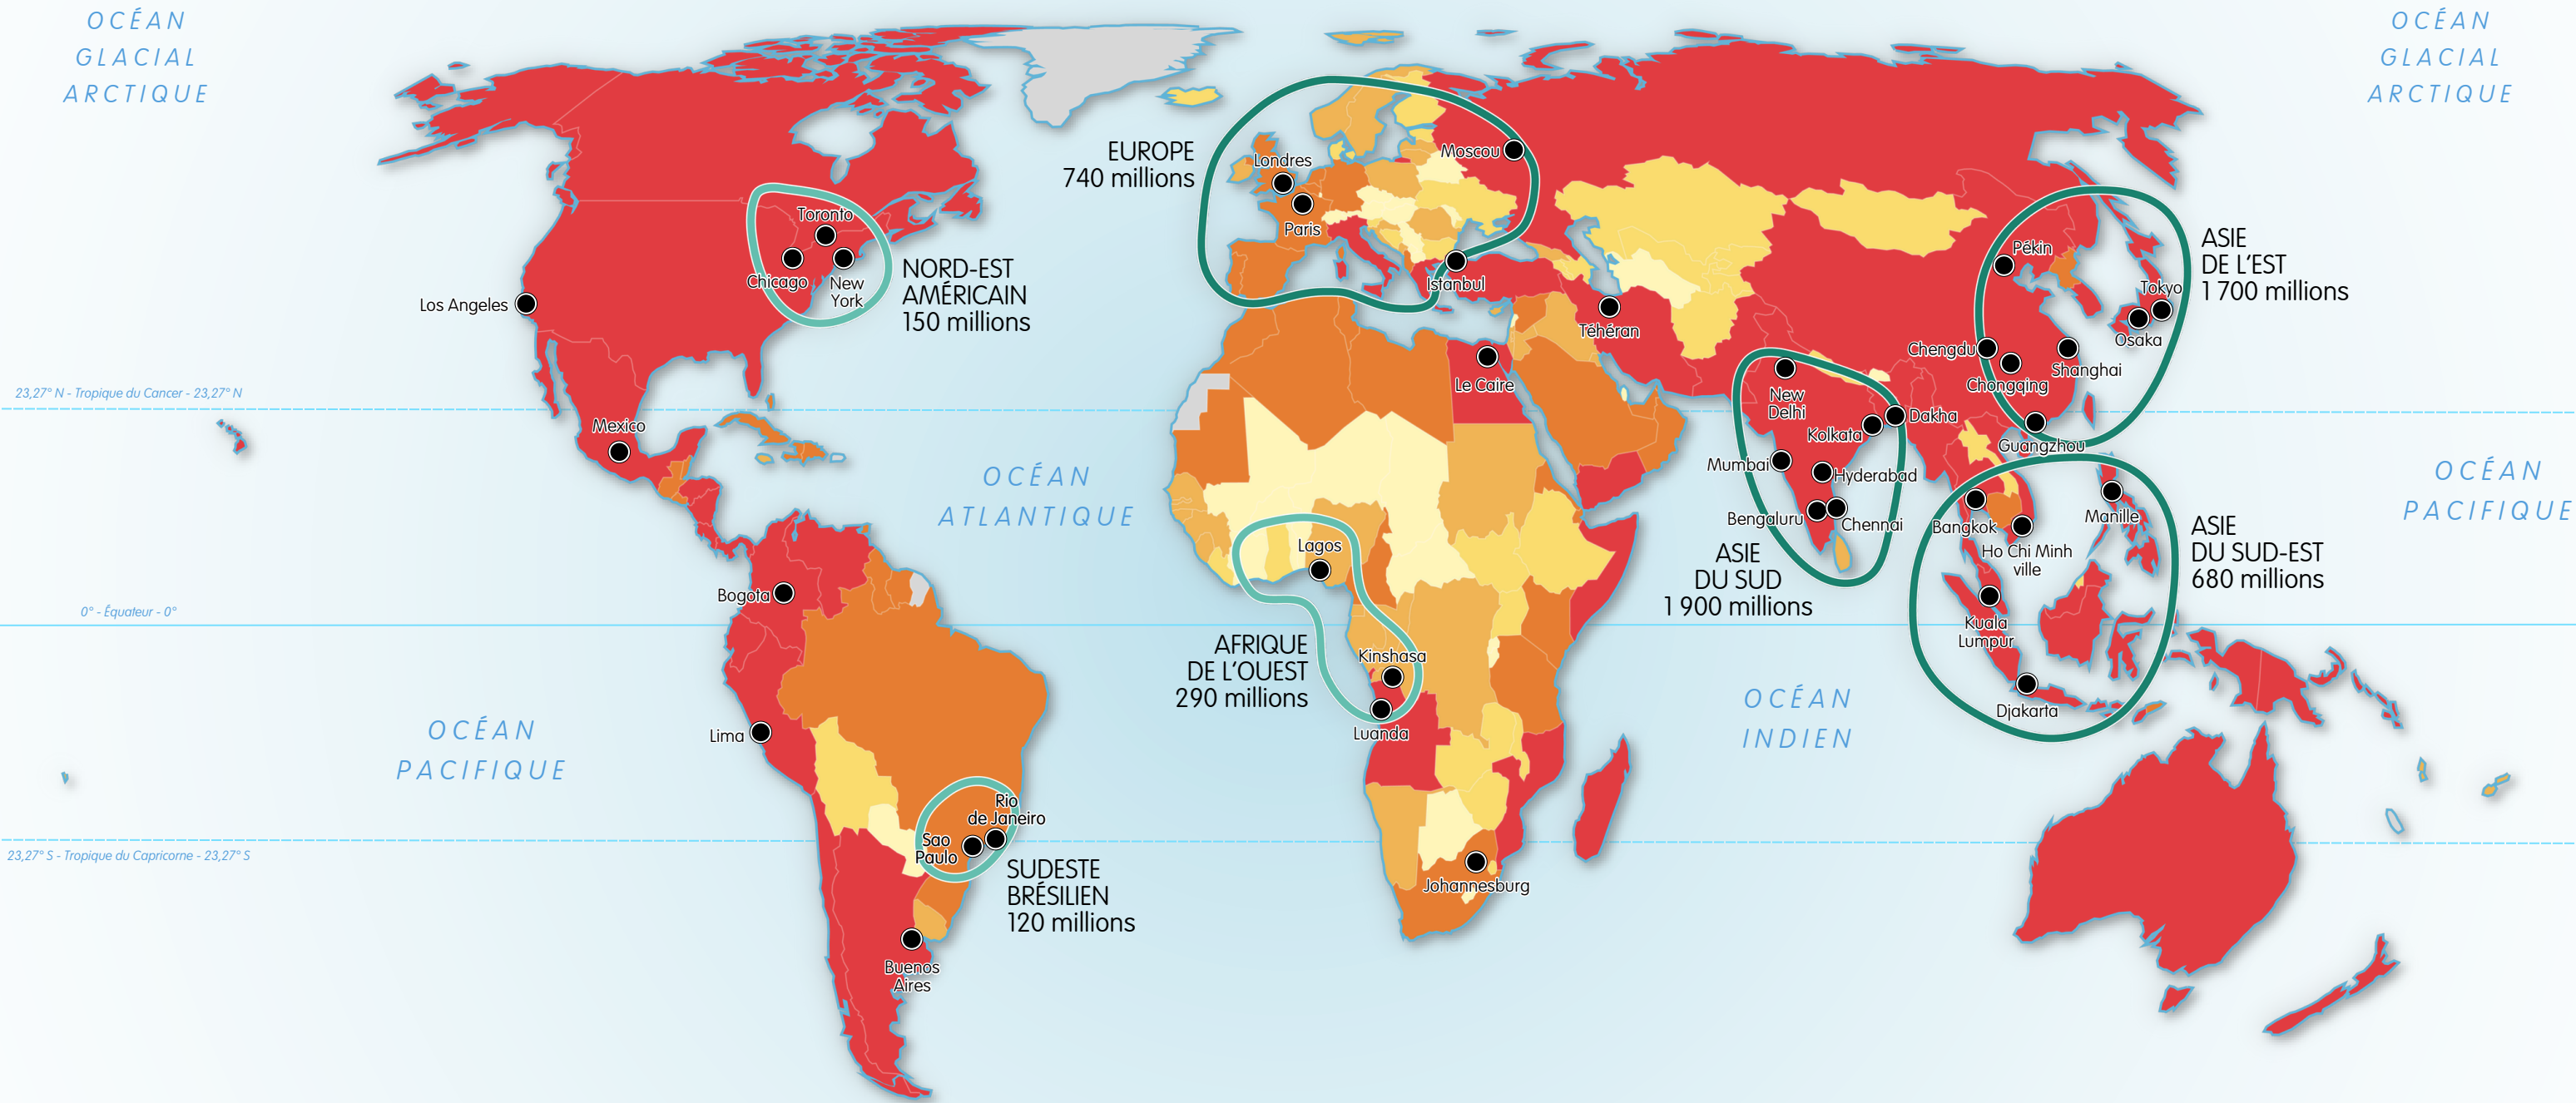 OCÉAN
GLACIAL
ARCTIQUE
OCÉAN
GLACIAL
ARCTIQUE
EUROPE
740 millions
Londres
Paris
Moscou
Istanbul
Toronto
Chicago
New
York
NORD-EST
AMÉRICAIN
150 millions
Los Angeles
Téhéran
Le Caire
Pékin
Tokyo
Osaka
Chengdu
Chongqing
Shanghai
Guangzhou
ASIE
DE L'EST
1 700 millions
23,27° N - Tropique du Cancer - 23,27° N
Mexico
New
Delhi
Kolkata
Dakha
Mumbai
Hyderabad
Bengaluru
Chennai
ASIE
DU SUD
1 900 millions
OCÉAN
ATLANTIQUE
OCÉAN
PACIFIQUE
Bangkok
Ho Chi Minh
ville
Manille
Kuala
Lumpur
Djakarta
ASIE
DU SUD-EST
680 millions
Bogota
0° - Équateur - 0°
Lagos
Kinshasa
Luanda
AFRIQUE
DE L'OUEST
290 millions
OCÉAN
INDIEN
OCÉAN
PACIFIQUE
Lima
Rio
de Janeiro
Sao
Paulo
SUDESTE
BRÉSILIEN
120 millions
23,27° S - Tropique du Capricorne - 23,27° S
Johannesburg
Buenos
Aires